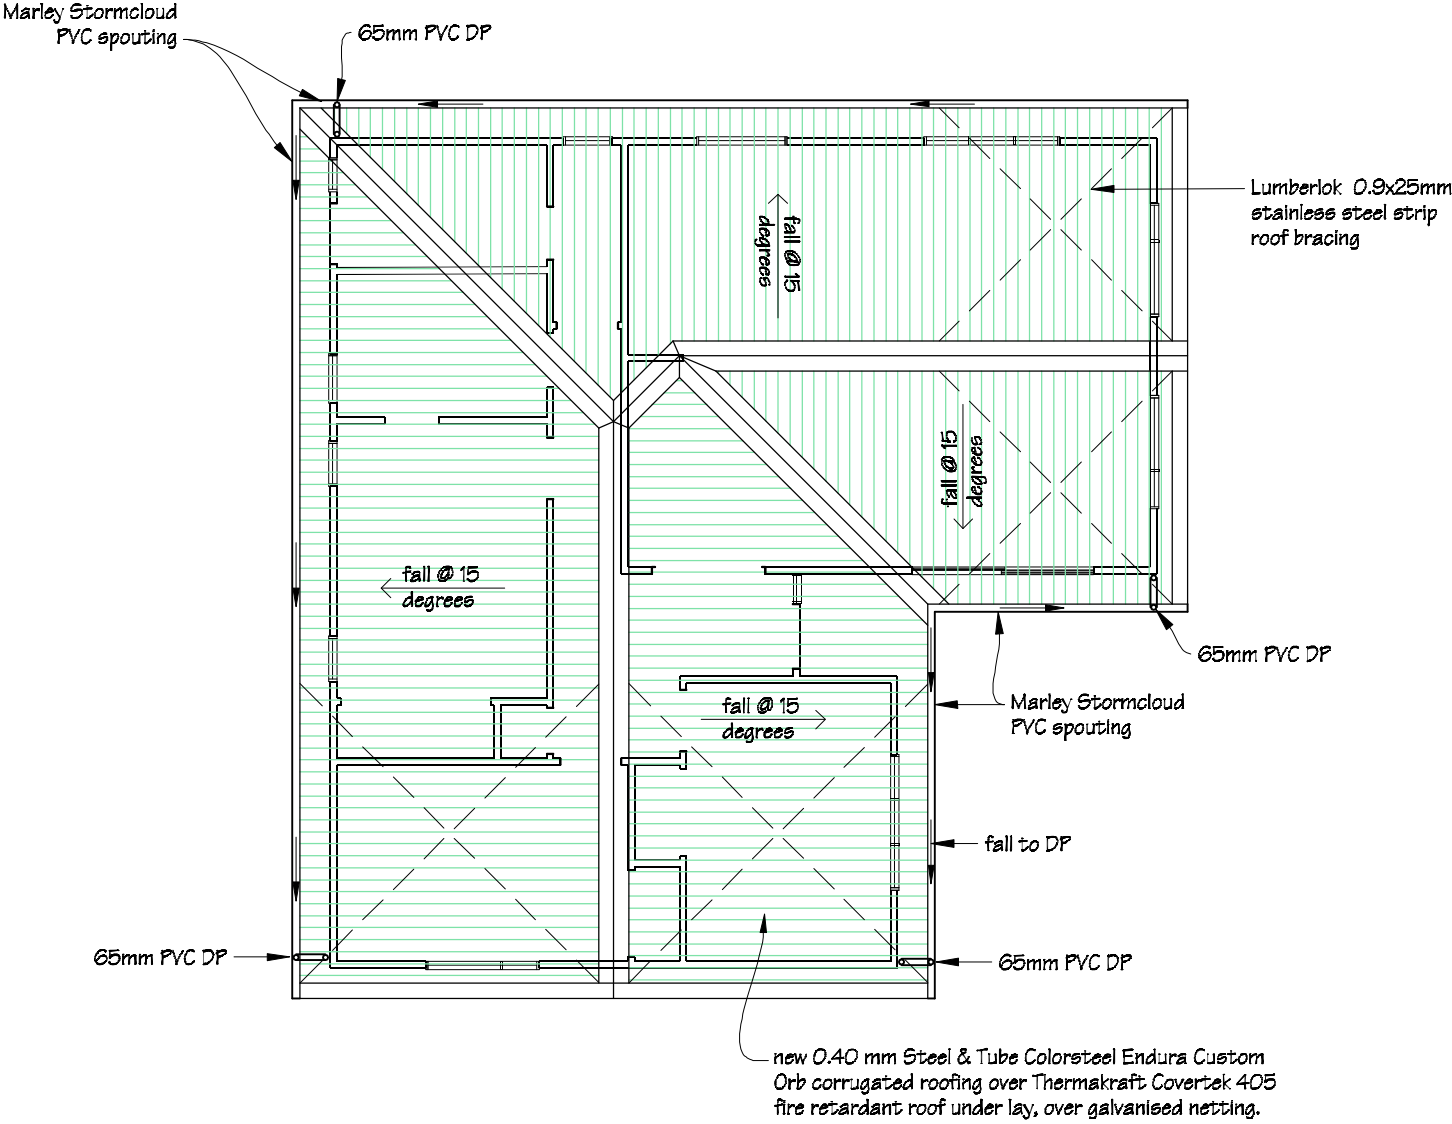 Marley Stormcloud
PVC spouting
65mm PVC DP
Lumberlok 0.9x25mm
stainless steel strip
roof bracing
fall @ 15
degrees
fall @ 15
degrees
fall @ 15
degrees
65mm PVC DP
fall @ 15
degrees
Marley Stormcloud
PVC spouting
fall to DP
65mm PVC DP
65mm PVC DP
new 0.40 mm Steel & Tube Colorsteel Endura Custom
Orb corrugated roofing over Thermakraft Covertek 405
fire retardant roof under lay, over galvanised netting.